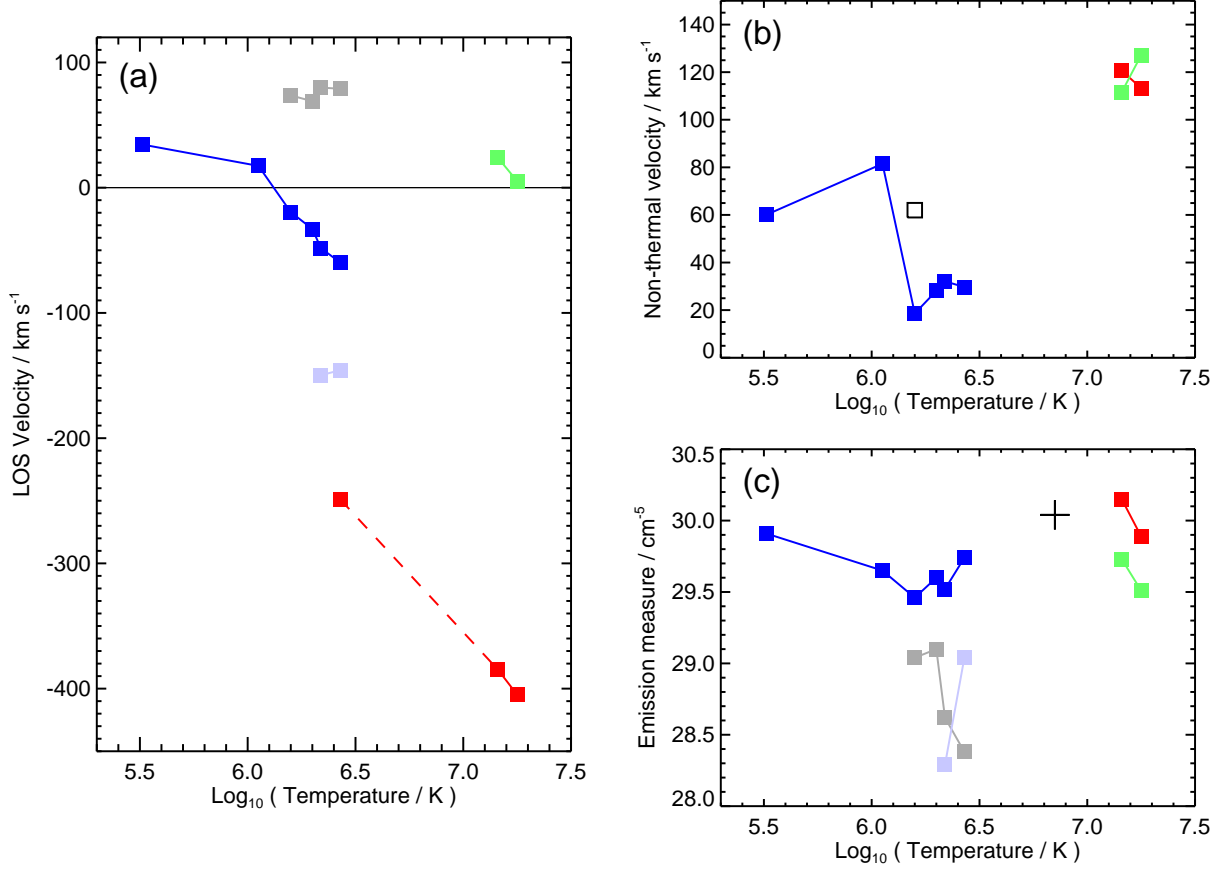 (a)
100
0
-100
-200
-300
-400
LOS Velocity / km s⁻¹
5.5 6.0 6.5 7.0 7.5
Log₁₀ ( Temperature / K )
(b)
140
120
100
80
60
40
20
0
Non-thermal velocity / km s⁻¹
5.5 6.0 6.5 7.0 7.5
Log₁₀ ( Temperature / K )
(c)
30.5
30.0
29.5
29.0
28.5
28.0
Emission measure / cm⁻⁵
5.5 6.0 6.5 7.0 7.5
Log₁₀ ( Temperature / K )